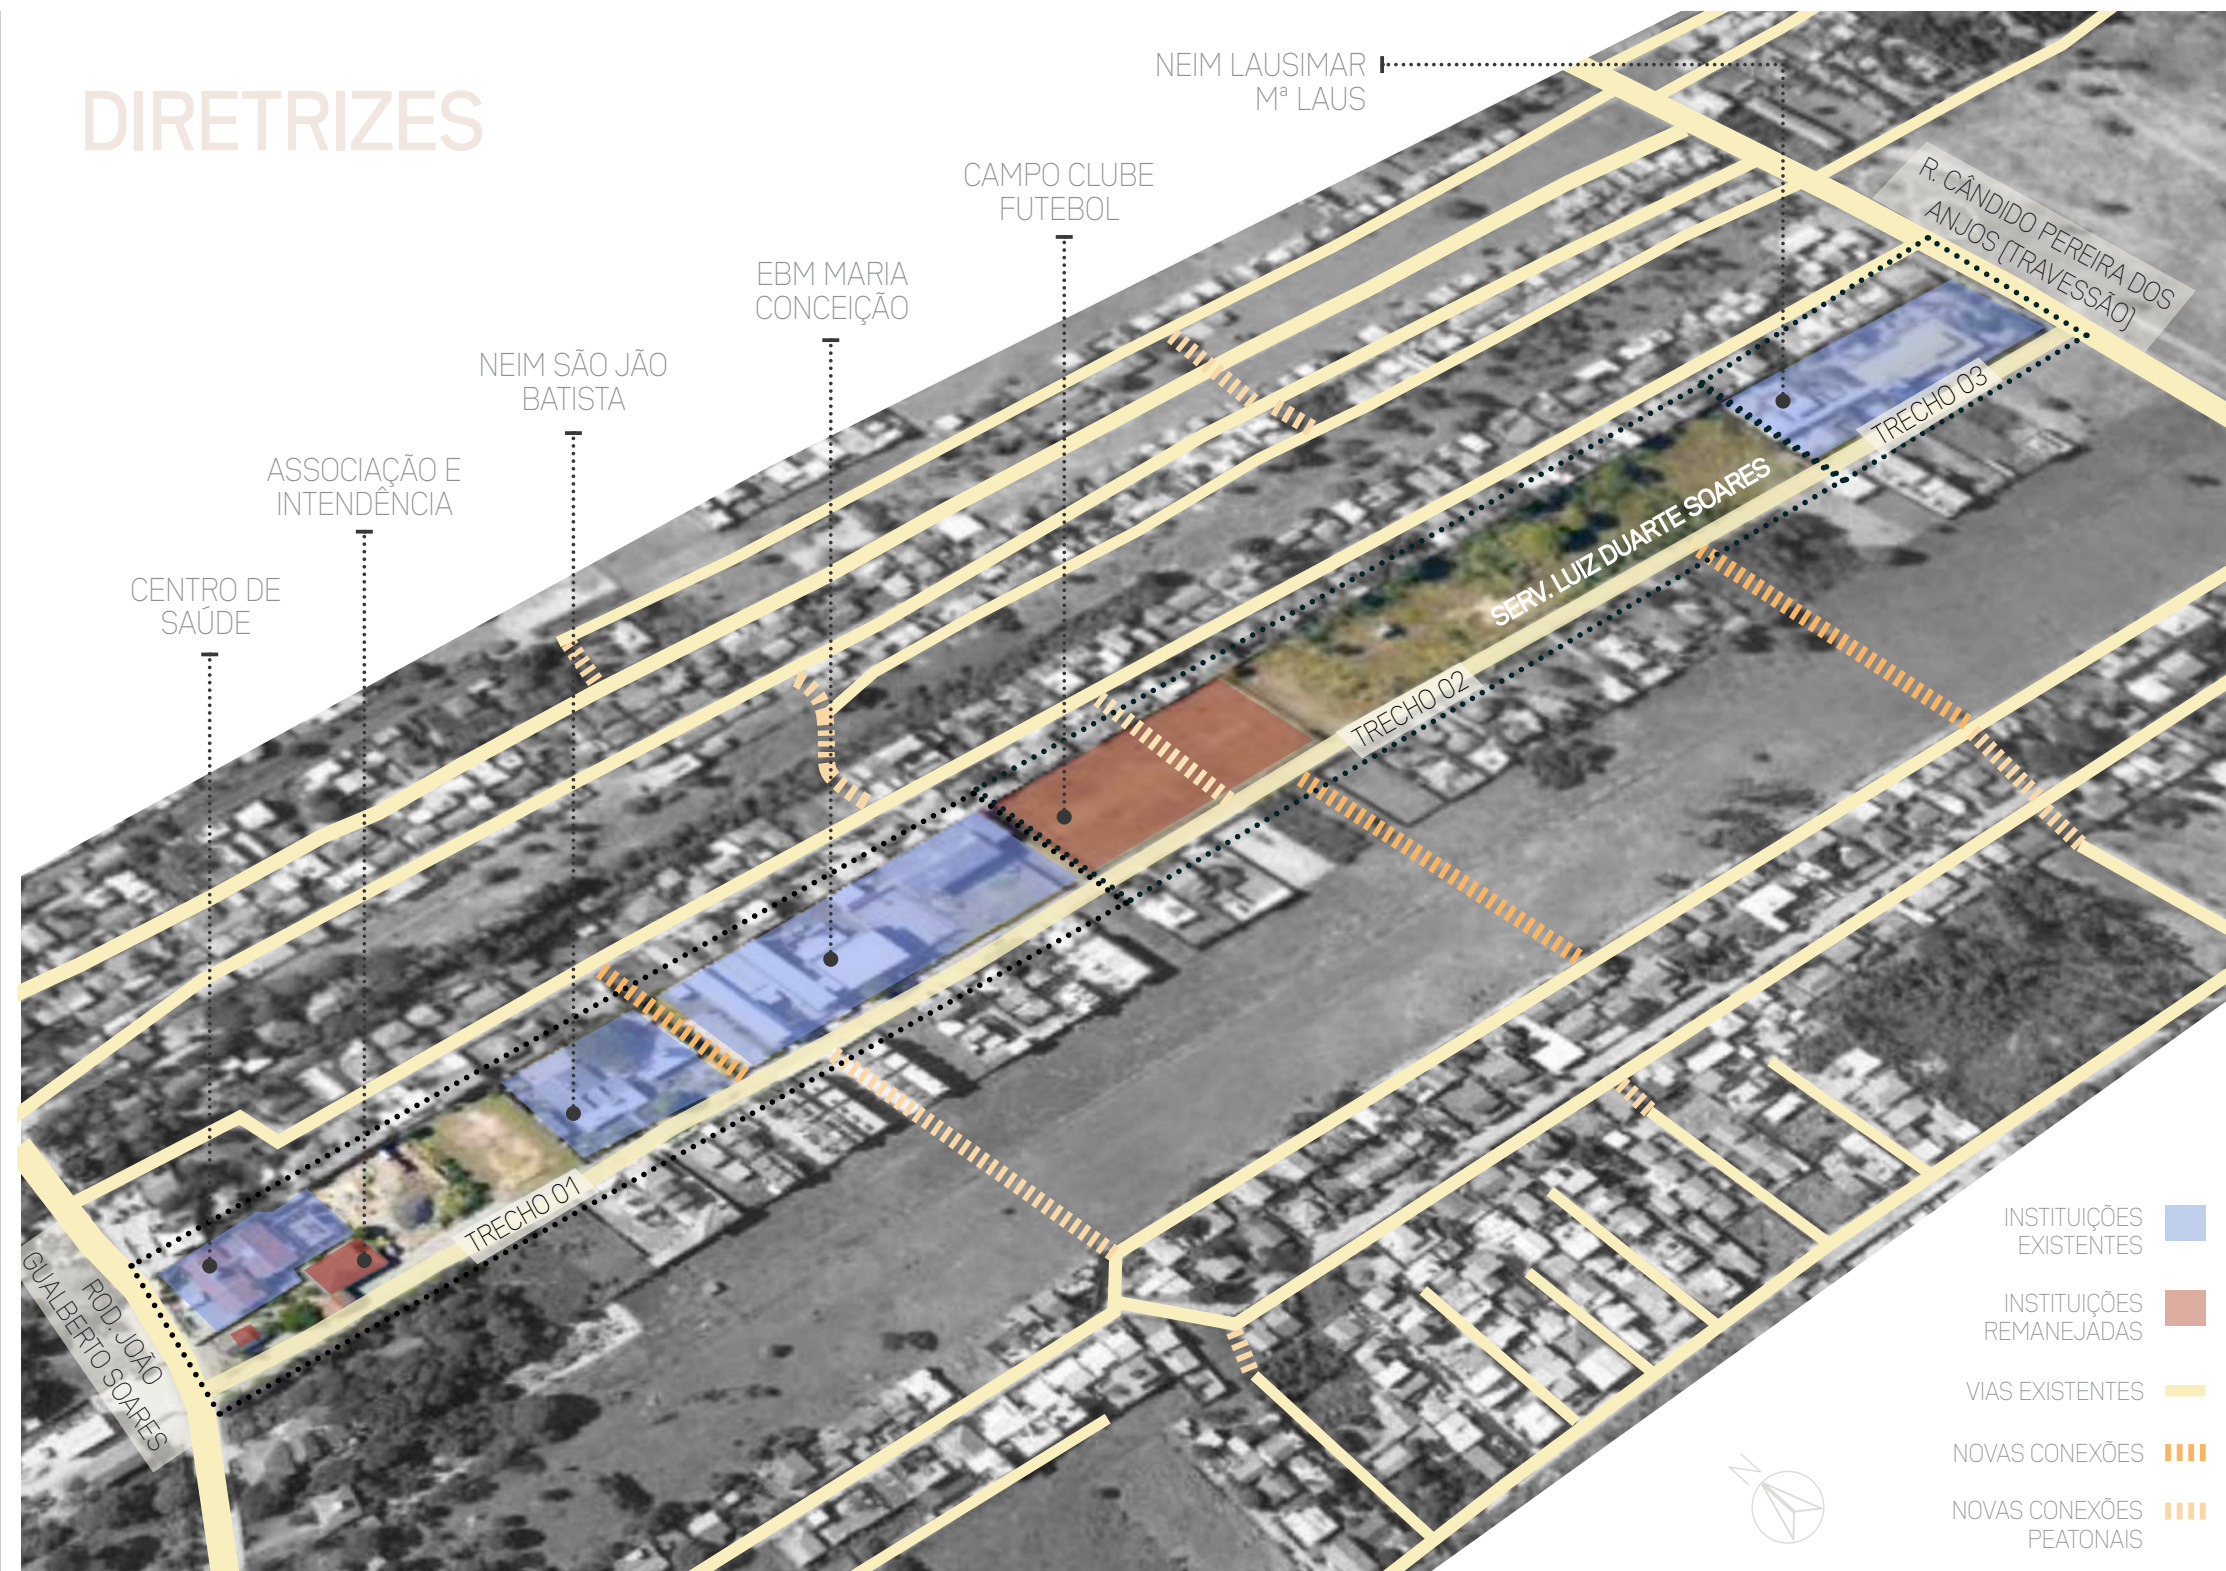 DIRETRIZES
NEIM LAUSIMAR
Mª LAUS
CAMPO CLUBE
FUTEBOL
EBM MARIA
CONCEIÇÃO
NEIM SÃO JÃO
BATISTA
ASSOCIAÇÃO E
INTENDÊNCIA
CENTRO DE
SAÚDE
R. CÂNDIDO PEREIRA DOS
ANJOS (TRAVESSÃO)
TRECHO 03
SERV. LUIZ DUARTE SOARES
TRECHO 02
TRECHO 01
ROD. JOÃO
GUALBERTO SOARES
INSTITUIÇÕES
EXISTENTES
INSTITUIÇÕES
REMANEJADAS
VIAS EXISTENTES
NOVAS CONEXÕES
NOVAS CONEXÕES
PEATONAIS
N